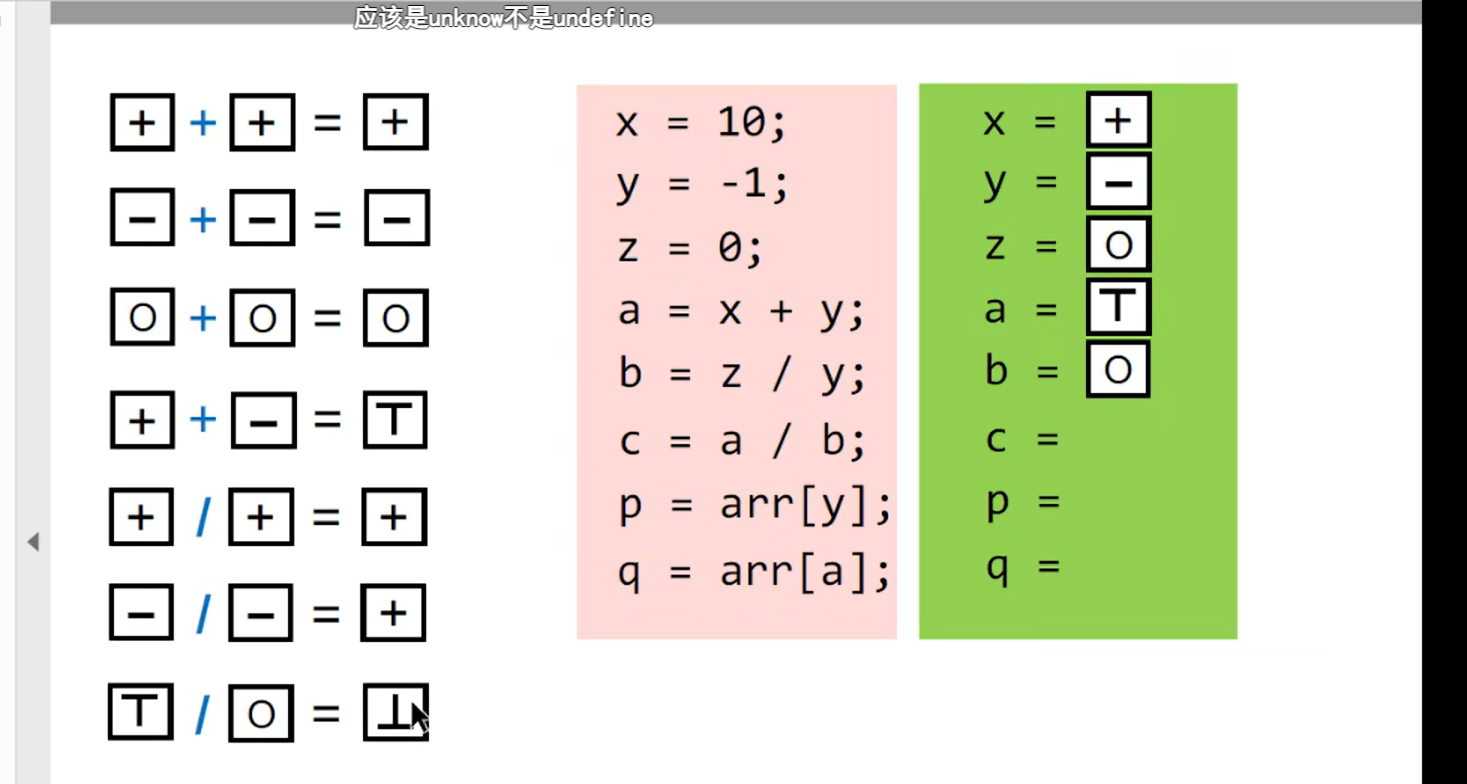 应该是unknow不是undefine
+ + + = +
- + - = -
O + O = O
+ + - = ⊤
+ / + = +
- / - = +
⊤ / O = ⊥
x = 10;
y = -1;
z = 0;
a = x + y;
b = z / y;
c = a / b;
p = arr[y];
q = arr[a];
x = +
y = -
z = O
a = ⊤
b = O
c =
p =
q =